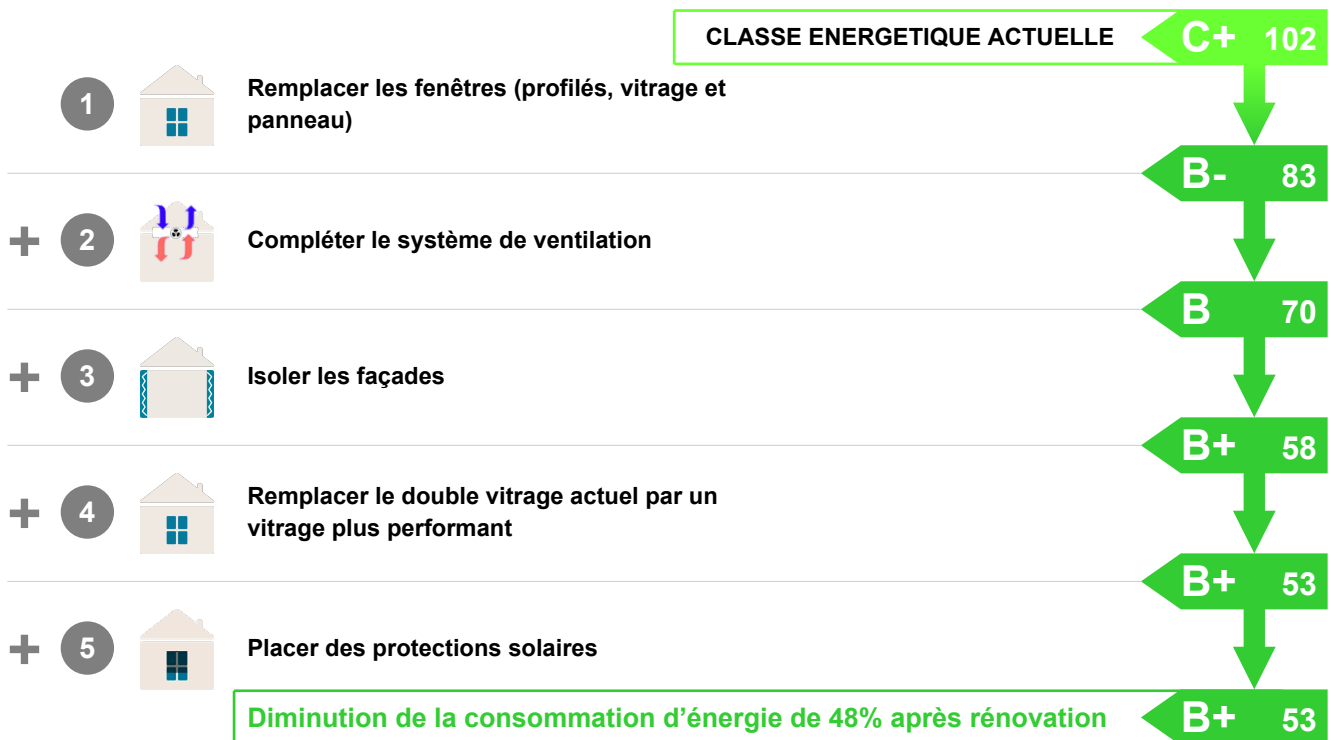 CLASSE ENERGETIQUE ACTUELLE C+ 102
1 Remplacer les fenêtres (profilés, vitrage et
panneau)
B- 83
+ 2 Compléter le système de ventilation
B 70
+ 3 Isoler les façades
B+ 58
+ 4 Remplacer le double vitrage actuel par un
vitrage plus performant
B+ 53
+ 5 Placer des protections solaires
Diminution de la consommation d’énergie de 48% après rénovation B+ 53